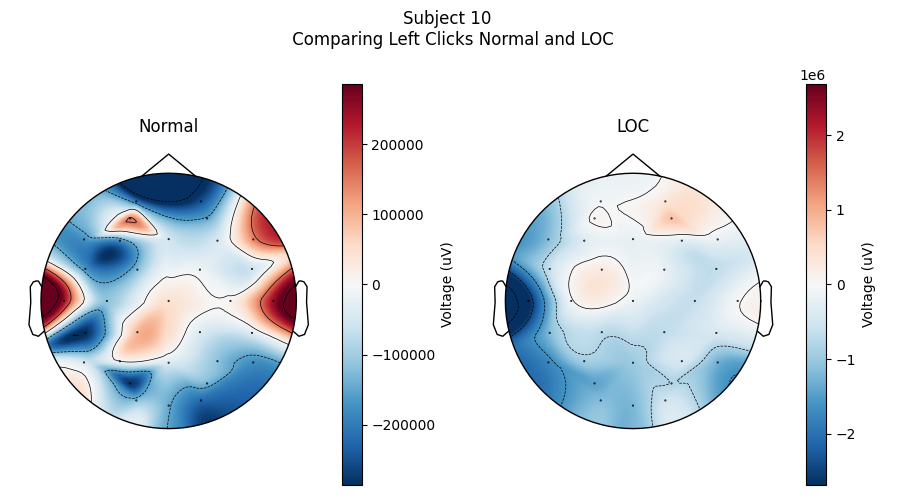 Subject 10
Comparing Left Clicks Normal and LOC
Normal
200000
100000
0
−100000
−200000
Voltage (uV)
LOC
1e6
2
1
0
−1
−2
Voltage (uV)